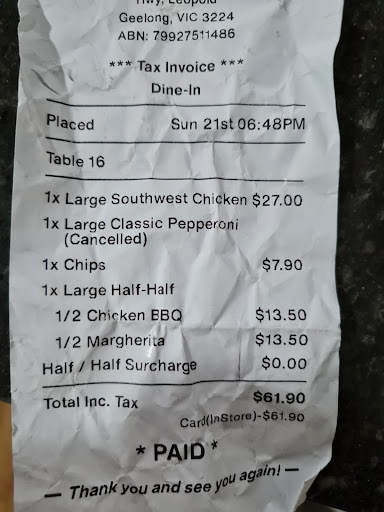 Hwy, Leopold
Geelong, VIC 3224
ABN: 79927511486
*** Tax Invoice ***
Dine-In
Placed Sun 21st 06:48PM
Table 16
1x Large Southwest Chicken $27.00
1x Large Classic Pepperoni
(Cancelled)
1x Chips $7.90
1x Large Half-Half
1/2 Chicken BBQ $13.50
1/2 Margherita $13.50
Half / Half Surcharge $0.00
Total Inc. Tax $61.90
Card(InStore)-$61.90
* PAID *
— Thank you and see you again! —